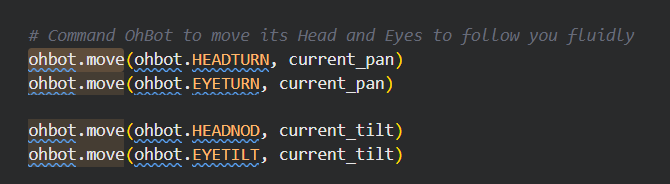 # Command OhBot to move its Head and Eyes to follow you fluidly
ohbot.move(ohbot.HEADTURN, current_pan)
ohbot.move(ohbot.EYETURN, current_pan)
ohbot.move(ohbot.HEADNOD, current_tilt)
ohbot.move(ohbot.EYETILT, current_tilt)